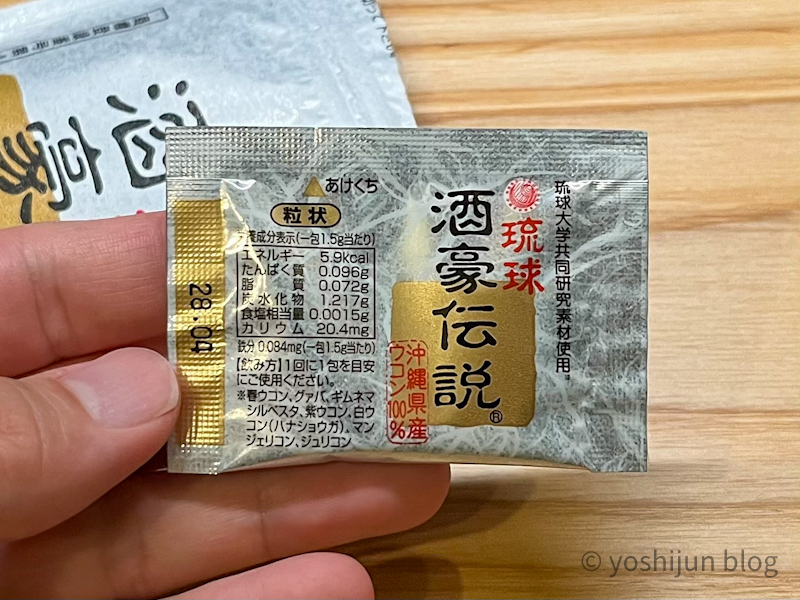 酒豪
あけくち
粒状
栄養成分表示(一包1.5g当たり)
エネルギー 5.9kcal
たんぱく質 0.096g
脂質 0.072g
炭水化物 1.217g
食塩相当量 0.0015g
カリウム 20.4mg
鉄分 0.084mg(一包1.5g当たり)
【飲み方】1回に1包を目安
にご使用ください。
※春ウコン、グァバ、ギムネマ
シルベスタ、紫ウコン、白ウ
コン(ハナショウガ)、マン
ジェリコン、ジュリコン
28.04
琉球
酒豪伝説®
沖縄県産
ウコン100%
琉球大学共同研究素材使用。
© yoshijun blog